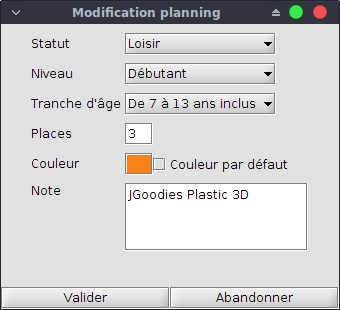 Modification planning
Statut Loisir
Niveau Débutant
Tranche d'âge De 7 à 13 ans inclus
Places 3
Couleur Couleur par défaut
Note JGoodies Plastic 3D
Valider Abandonner